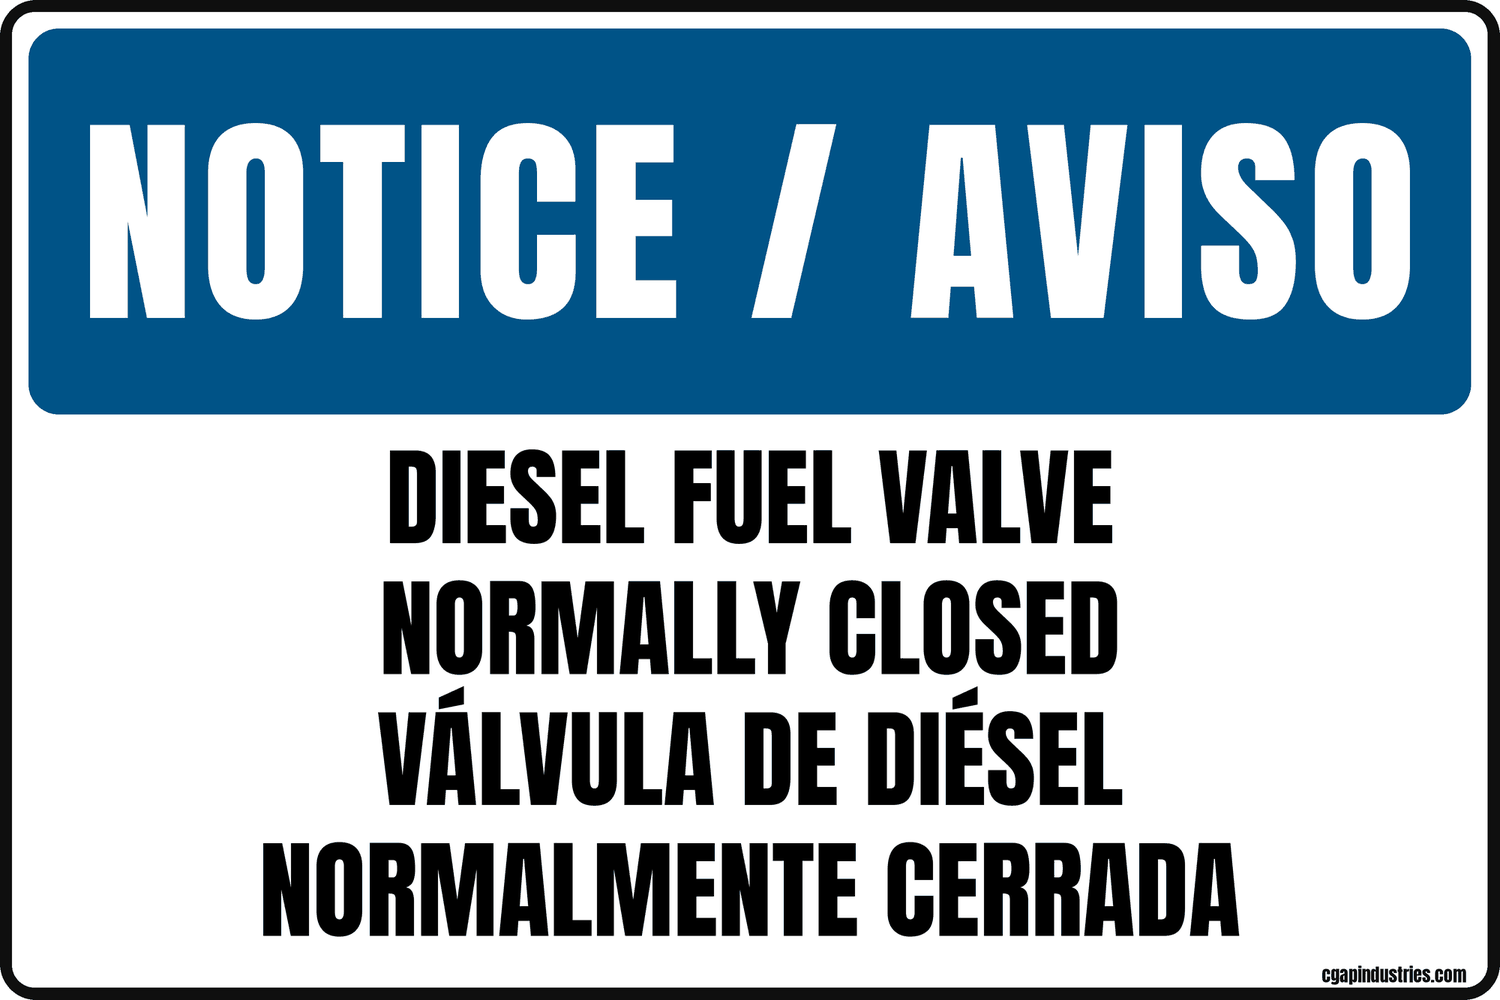 NOTICE / AVISO
DIESEL FUEL VALVE
NORMALLY CLOSED
VÁLVULA DE DIÉSEL
NORMALMENTE CERRADA
cgapindustries.com